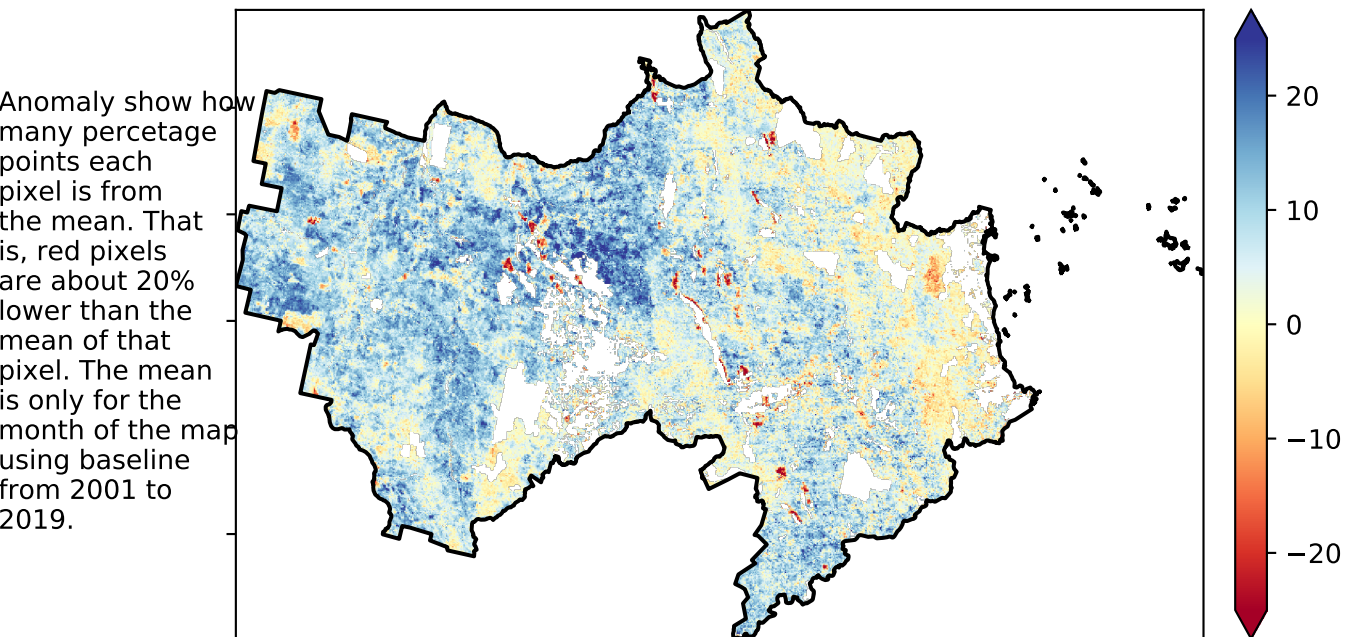 Anomaly show how
many percetage
points each
pixel is from
the mean. That
is, red pixels
are about 20%
lower than the
mean of that
pixel. The mean
is only for the
month of the map
using baseline
from 2001 to
2019.
20
10
0
−10
−20